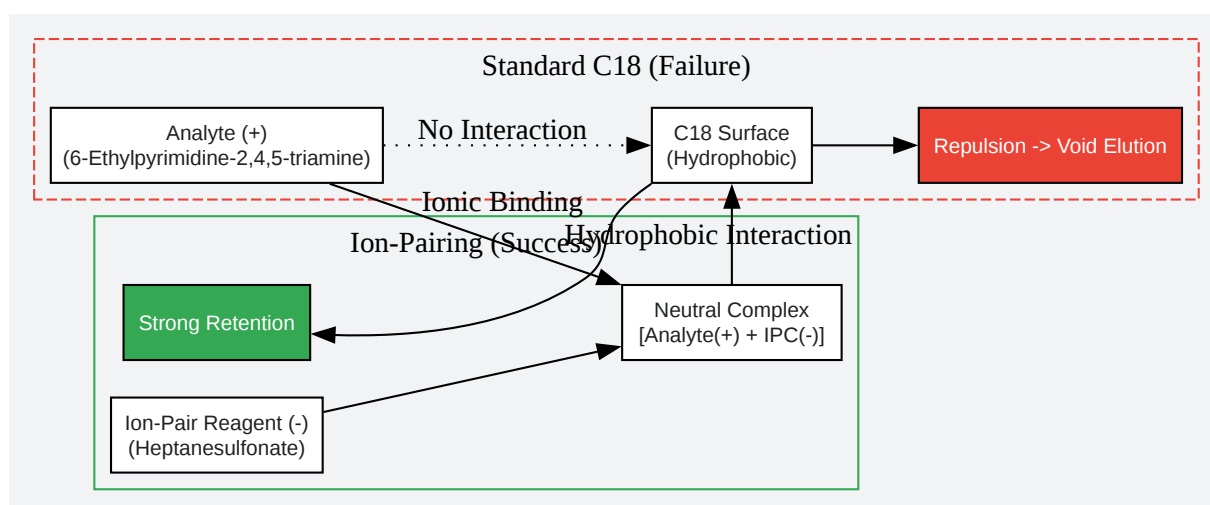 Standard C18 (Failure)
Analyte (+)
(6-Ethylpyrimidine-2,4,5-triamine)
No Interaction
C18 Surface
(Hydrophobic)
Repulsion -> Void Elution
Ionic Binding
Ion-Pairing (Success)
Hydrophobic Interaction
Strong Retention
Neutral Complex
[Analyte(+) + IPC(-)]
Ion-Pair Reagent (-)
(Heptanesulfonate)